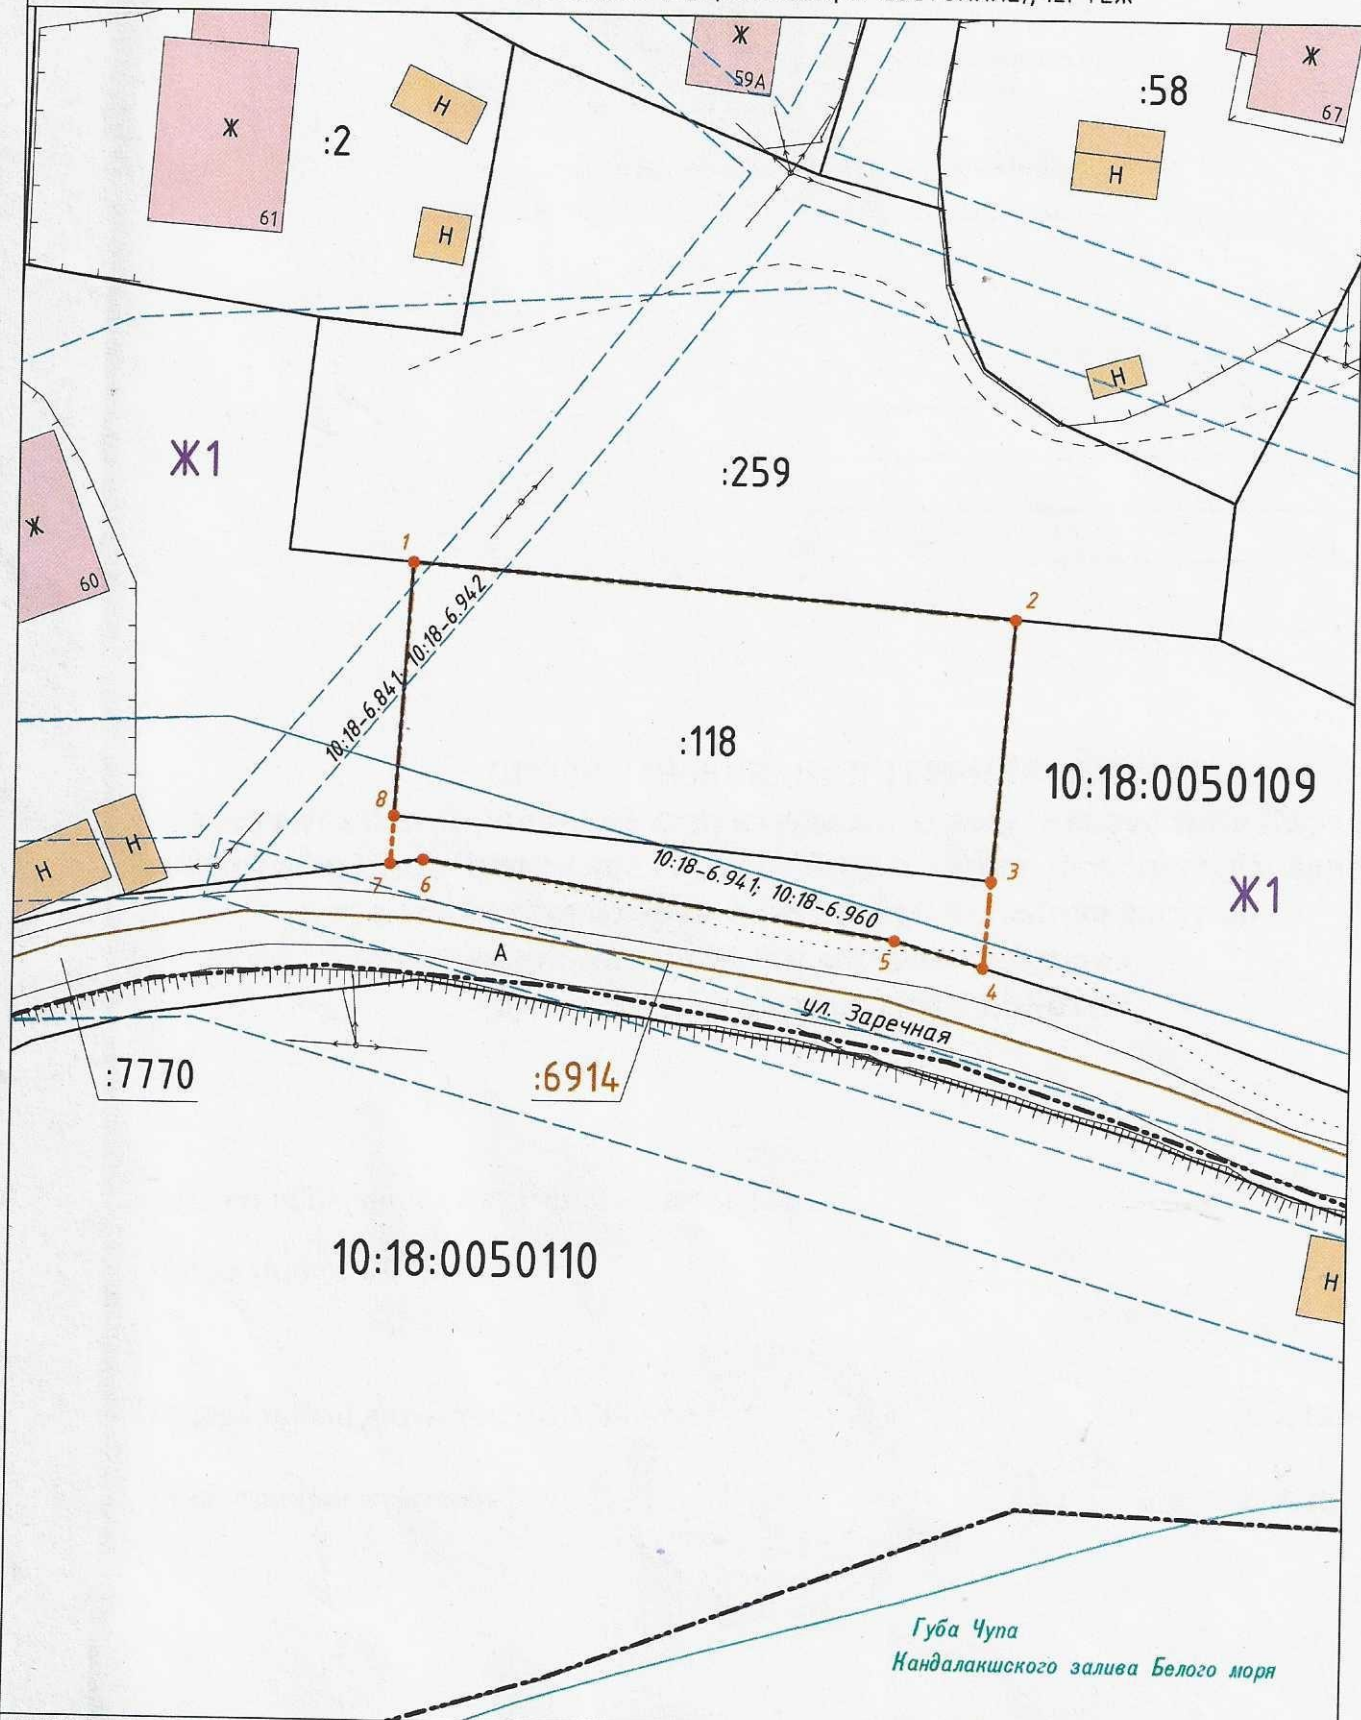 Ж
59А
:58
Ж
67
Н
Ж
:2
Н
61
Н
Н
Ж1
:259
Ж
60
1
2
10:18-6.841; 10:18-6.942
:118
10:18:0050109
8
Н
Н
10:18-6.941; 10:18-6.960
3
Ж1
7
6
5
4
А
ул. Заречная
:7770
:6914
10:18:0050110
Н
Губа Чупа
Кандалакшского залива Белого моря